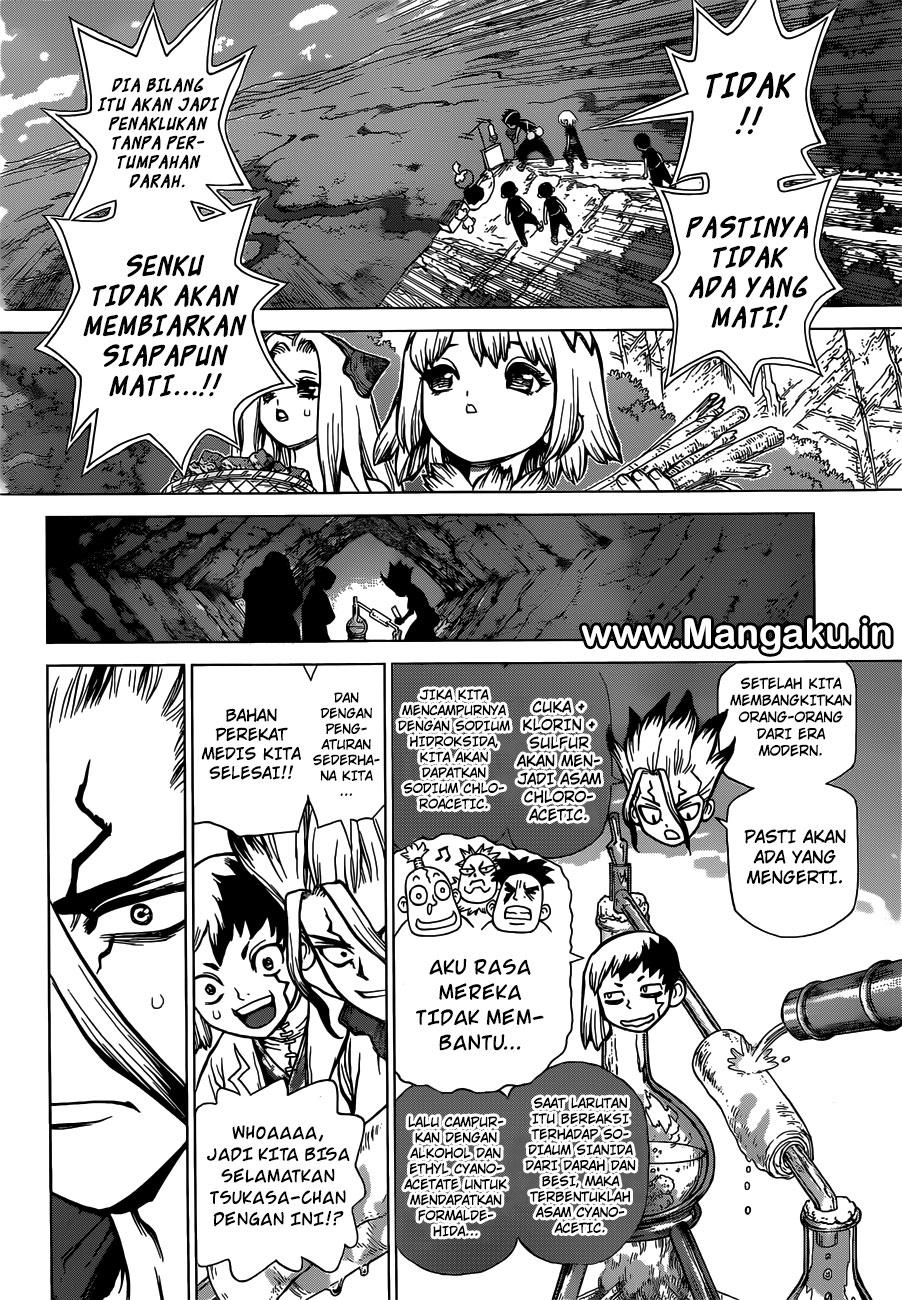 TIDAK
!!
PASTINYA
TIDAK
ADA YANG
MATI!
DIA BILANG
ITU AKAN JADI
PENAKLUKAN
TANPA PER-
TUMPAHAN
DARAH.
SENKU
TIDAK AKAN
MEMBIARKAN
SIAPAPUN
MATI...!!
www.Mangaku.in
SETELAH KITA
MEMBANGKITKAN
ORANG-ORANG
DARI ERA
MODERN.
PASTI AKAN
ADA YANG
MENGERTI.
CUKA +
KLORIN +
SULFUR
AKAN MEN-
JADI ASAM
CHLORO-
ACETIC.
JIKA KITA
MENCAMPURNYA
DENGAN SODIUM
HIDROKSIDA,
KITA AKAN
DAPATKAN
SODIUM CHLO-
ROACETIC.
AKU RASA
MEREKA
TIDAK MEM-
BANTU...
SAAT LARUTAN
ITU BEREAKSI
TERHADAP SO-
DIALUM SIANIDA
DARI DARAH DAN
BESI, MAKA
TERBENTUKLAH
ASAM CYANO-
ACETIC.
LALU CAMPUR-
KAN DENGAN
ALKOHOL DAN
ETHYL CYANO-
ACETATE UNTUK
MENDAPATKAN
FORMALDE-
HIDA...
DAN
DENGAN
PENG-
ATURAN
SEDERHA-
NA KITA
...
BAHAN
PEREKAT
MEDIS KITA
SELESAI!!
WHOAAAA,
JADI KITA BISA
SELAMATKAN
TSUKASA-CHAN
DENGAN INI!?